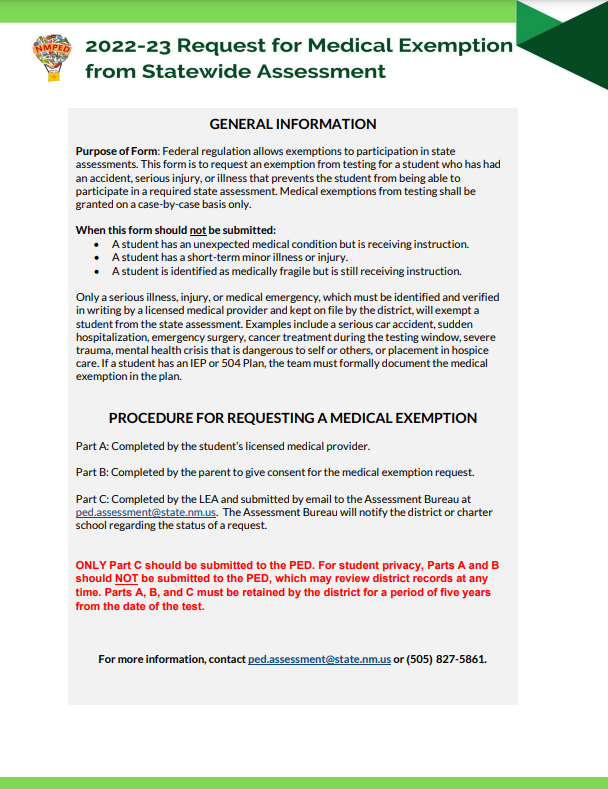 NMPED
2022-23 Request for Medical Exemption
from Statewide Assessment
GENERAL INFORMATION
Purpose of Form: Federal regulation allows exemptions to participation in state
assessments. This form is to request an exemption from testing for a student who has had
an accident, serious injury, or illness that prevents the student from being able to
participate in a required state assessment. Medical exemptions from testing shall be
granted on a case-by-case basis only.
When this form should not be submitted:
• A student has an unexpected medical condition but is receiving instruction.
• A student has a short-term minor illness or injury.
• A student is identified as medically fragile but is still receiving instruction.
Only a serious illness, injury, or medical emergency, which must be identified and verified
in writing by a licensed medical provider and kept on file by the district, will exempt a
student from the state assessment. Examples include a serious car accident, sudden
hospitalization, emergency surgery, cancer treatment during the testing window, severe
trauma, mental health crisis that is dangerous to self or others, or placement in hospice
care. If a student has an IEP or 504 Plan, the team must formally document the medical
exemption in the plan.
PROCEDURE FOR REQUESTING A MEDICAL EXEMPTION
Part A: Completed by the student's licensed medical provider.
Part B: Completed by the parent to give consent for the medical exemption request.
Part C: Completed by the LEA and submitted by email to the Assessment Bureau at
ped.assessment@state.nm.us. The Assessment Bureau will notify the district or charter
school regarding the status of a request.
ONLY Part C should be submitted to the PED. For student privacy, Parts A and B
should NOT be submitted to the PED, which may review district records at any
time. Parts A, B, and C must be retained by the district for a period of five years
from the date of the test.
For more information, contact ped.assessment@state.nm.us or (505) 827-5861.